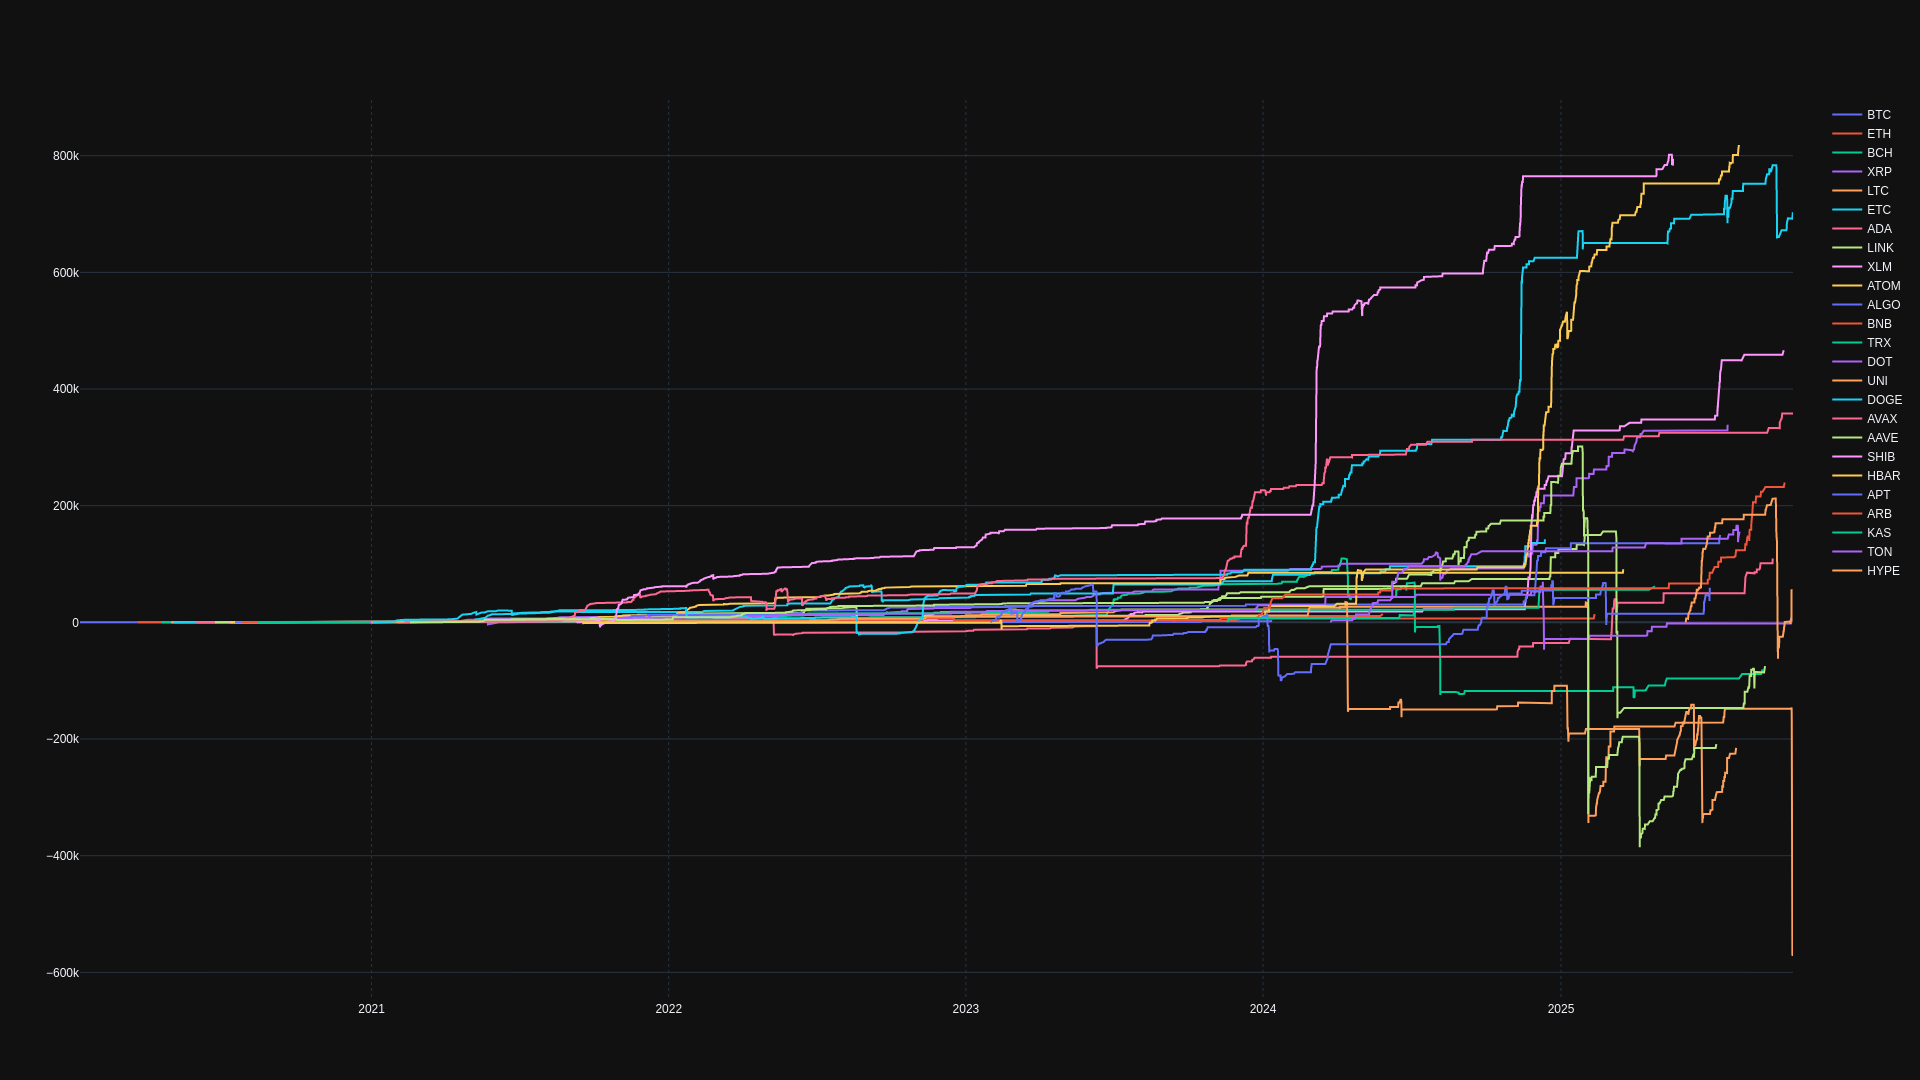 800k
600k
400k
200k
0
−200k
−400k
−600k
2021
2022
2023
2024
2025
BTC
ETH
BCH
XRP
LTC
ETC
ADA
LINK
XLM
ATOM
ALGO
BNB
TRX
DOT
UNI
DOGE
AVAX
AAVE
SHIB
HBAR
APT
ARB
KAS
TON
HYPE